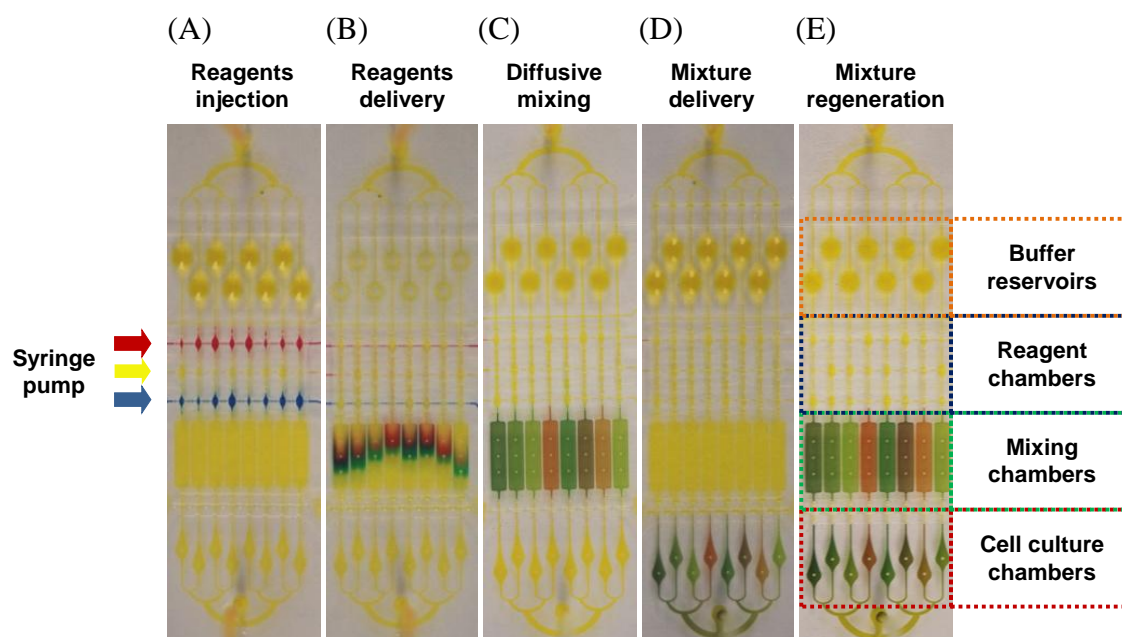 (A) (B) (C) (D) (E)
Reagents injection
Reagents delivery
Diffusive mixing
Mixture delivery
Mixture regeneration
Syringe pump
Buffer reservoirs
Reagent chambers
Mixing chambers
Cell culture chambers